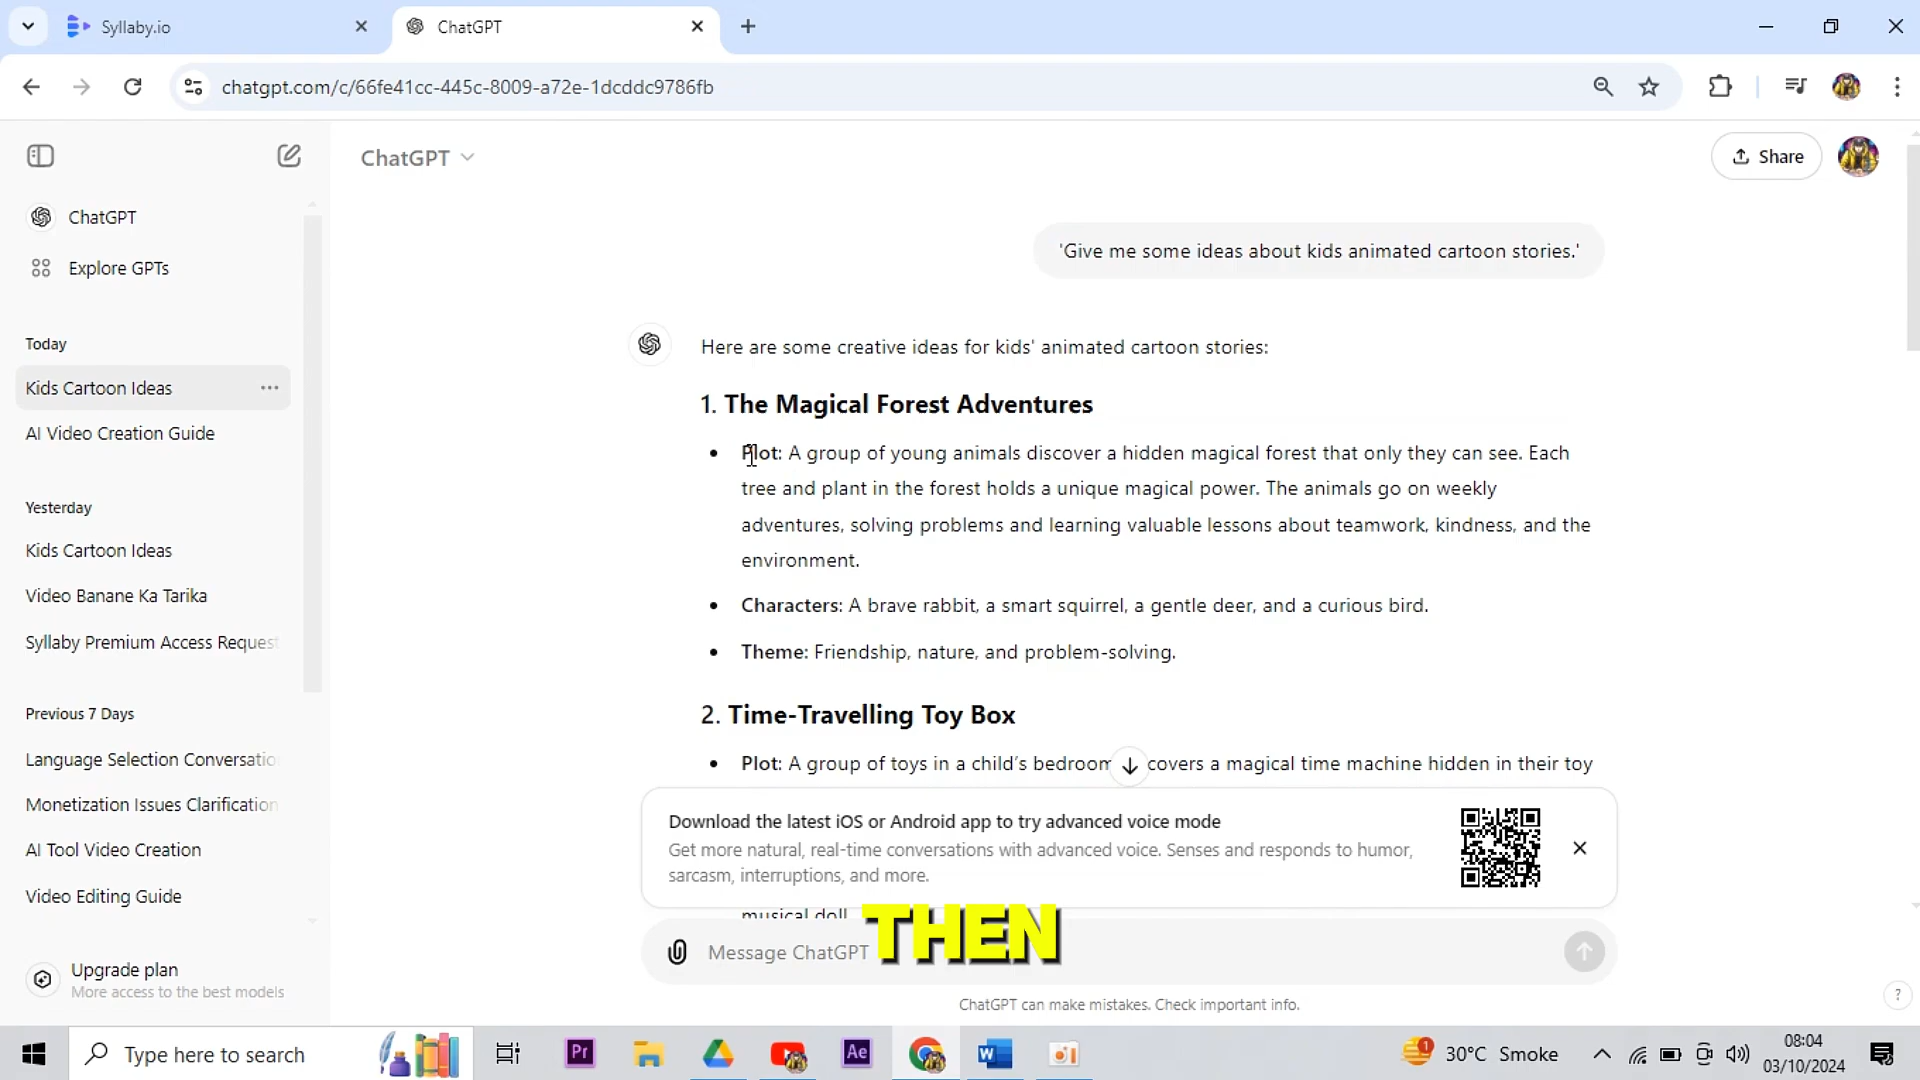 Syllaby.io
ChatGPT
chatgpt.com/c/66fe41cc-445c-8009-a72e-1dcddc9786fb
ChatGPT
Share
ChatGPT
Explore GPTs
Today
Kids Cartoon Ideas
AI Video Creation Guide
Yesterday
Kids Cartoon Ideas
Video Banane Ka Tarika
Syllaby Premium Access Request
Previous 7 Days
Language Selection Conversatio
Monetization Issues Clarification
AI Tool Video Creation
Video Editing Guide
Upgrade plan
More access to the best models
'Give me some ideas about kids animated cartoon stories.'
Here are some creative ideas for kids' animated cartoon stories:
1. The Magical Forest Adventures
Plot: A group of young animals discover a hidden magical forest that only they can see. Each
tree and plant in the forest holds a unique magical power. The animals go on weekly
adventures, solving problems and learning valuable lessons about teamwork, kindness, and the
environment.
Characters: A brave rabbit, a smart squirrel, a gentle deer, and a curious bird.
Theme: Friendship, nature, and problem-solving.
2. Time-Travelling Toy Box
Plot: A group of toys in a child's bedroom covers a magical time machine hidden in their toy
Download the latest iOS or Android app to try advanced voice mode
Get more natural, real-time conversations with advanced voice. Senses and responds to humor,
sarcasm, interruptions, and more.
musical doll
THEN
Message ChatGPT
ChatGPT can make mistakes. Check important info.
?
Type here to search
Pr
Ae
W
1
30°C Smoke
08:04
03/10/2024